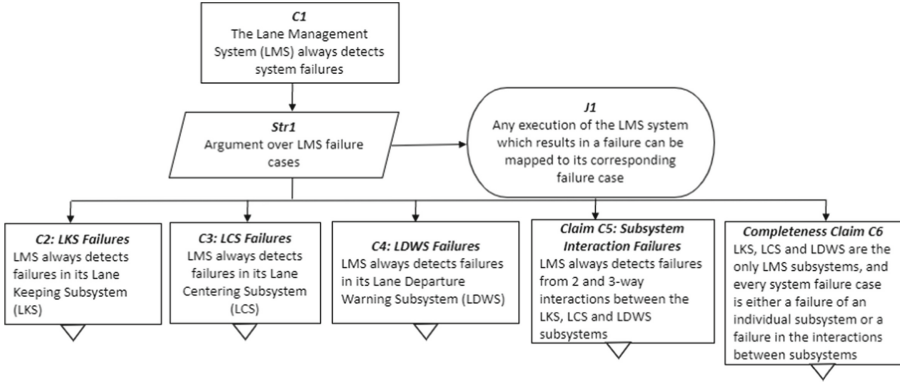 C1
The Lane Management
System (LMS) always detects
system failures
Str1
Argument over LMS failure
cases
J1
Any execution of the LMS system
which results in a failure can be
mapped to its corresponding
failure case
C2: LKS Failures
LMS always detects
failures in its Lane
Keeping Subsystem
(LKS)
C3: LCS Failures
LMS always detects
failures in its Lane
Centering Subsystem
(LCS)
C4: LDWS Failures
LMS always detects failures
in its Lane Departure
Warning Subsystem (LDWS)
Claim C5: Subsystem
Interaction Failures
LMS always detects failures
from 2 and 3-way
interactions between the
LKS, LCS and LDWS
subsystems
Completeness Claim C6
LKS, LCS and LDWS are the
only LMS subsystems, and
every system failure case
is either a failure of an
individual subsystem or a
failure in the interactions
between subsystems